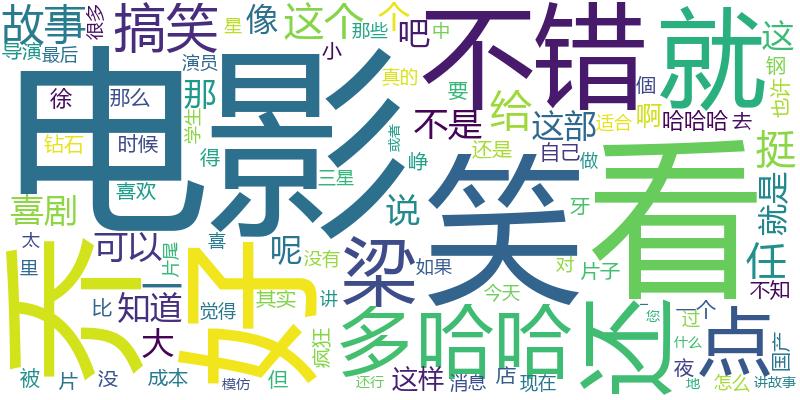 故事
很多
搞笑
星
像
这个
那些
个
吧
中
不错
就
这
钢
也许
导演
最后
演员
小
真的
电影
徐
那么
那
要
给
不是
这部
适合
啊
哈哈哈
去
個
钻石
时候
学生
得
或者
还是
自己
做
挺
喜欢
三星
峥
说
笑
看
牙
就是
喜剧
太
里
可以
一
片尾
喜
呢
没有
梁
如果
今天
对
片子
任
不知
乔
好
比
知道
大
觉得
其实
讲
疯狂
多
哈哈
还
一个
您
过
什么
点
国产
夜
被
片
没
成本
模仿
但
还行
这样
消息
店
现在
地
怎么
讲故事